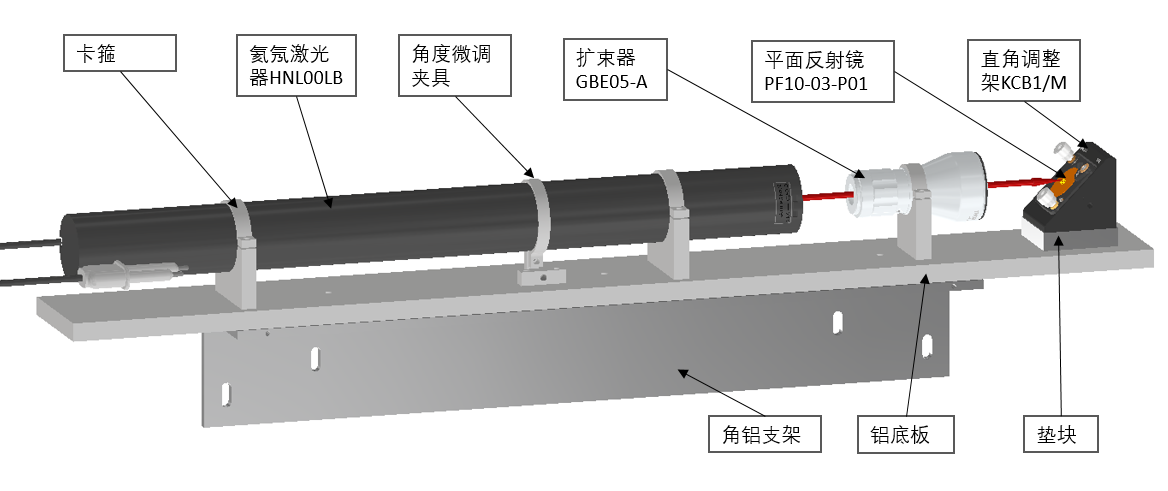 卡箍
氦氖激光
器HNL00LB
角度微调
夹具
扩束器
GBE05-A
平面反射镜
PF10-03-P01
直角调整
架KCB1/M
角铝支架
铝底板
垫块